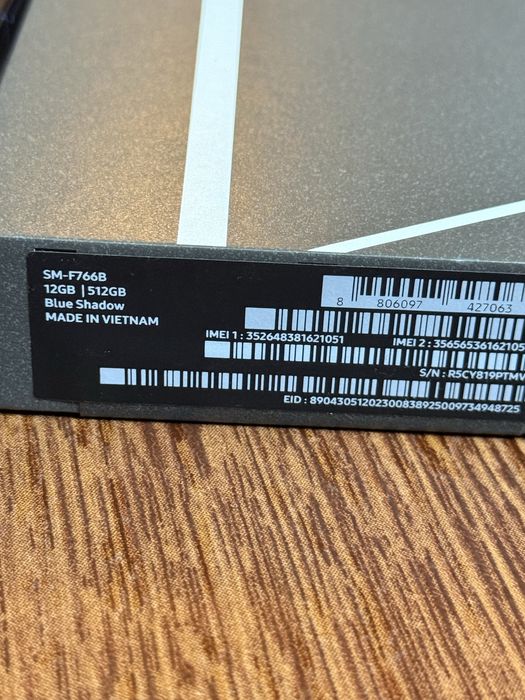 SM-F766B
12GB | 512GB
Blue Shadow
MADE IN VIETNAM
8 806097 427063
IMEI 1 : 352648381621051
IMEI 2 : 35656536162105
S/N : R5CY819PTMV
EID : 89043051202300838925009734948725